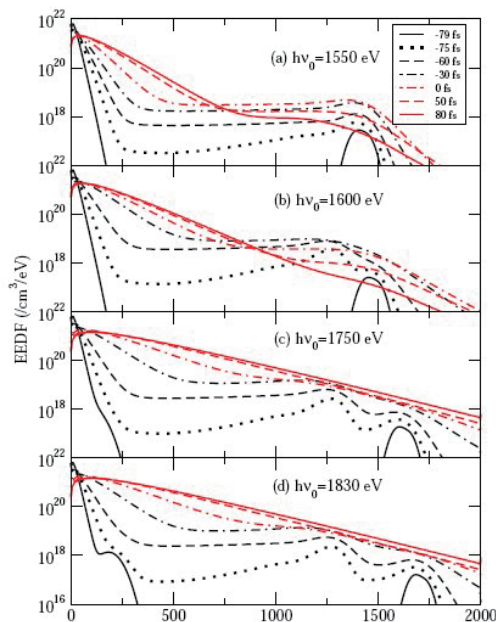 10^22
-79 fs
-75 fs
-60 fs
-30 fs
0 fs
50 fs
80 fs
(a) hν₀=1550 eV
10^20
10^18
10^22
(b) hν₀=1600 eV
10^20
10^18
10^22
(c) hν₀=1750 eV
10^20
10^18
10^22
(d) hν₀=1830 eV
10^20
10^18
10^16
EEDF (/cm³/eV)
0 500 1000 1500 2000